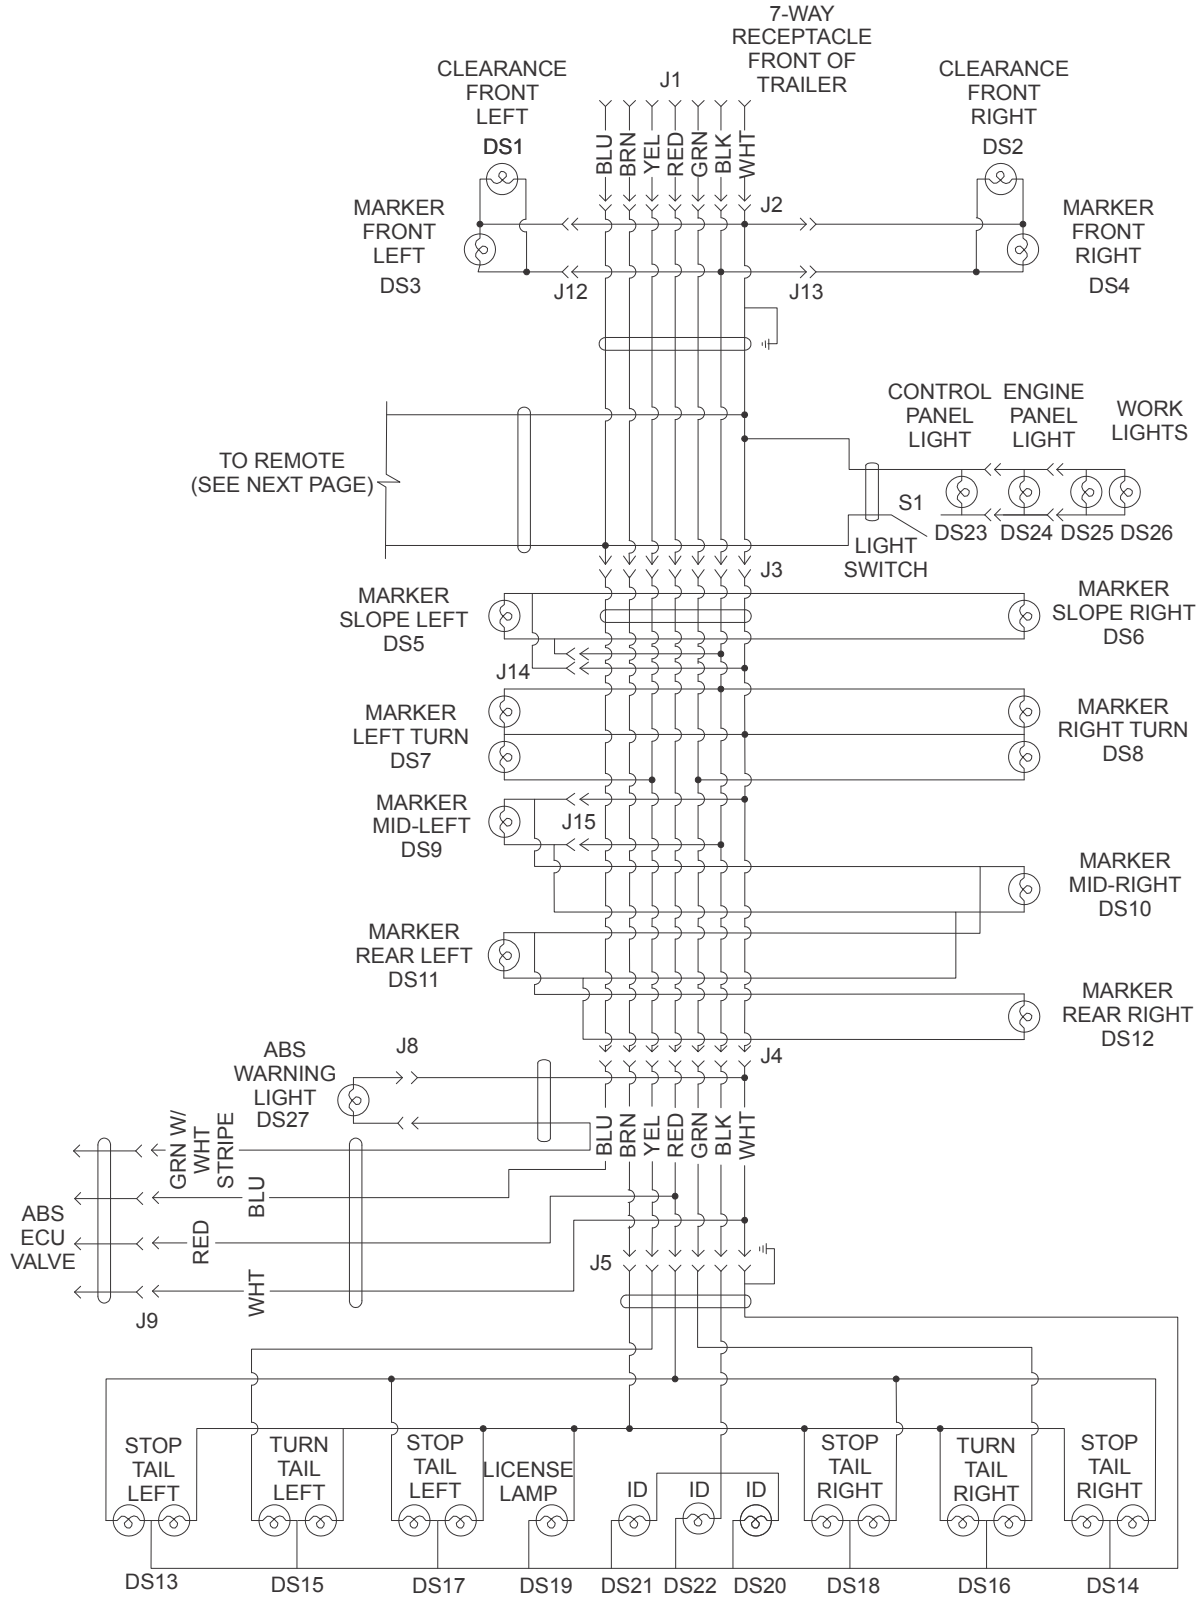 7-WAY
RECEPTACLE
FRONT OF
TRAILER
J1
CLEARANCE
FRONT
LEFT
DS1
CLEARANCE
FRONT
RIGHT
DS2
BLU
BRN
YEL
RED
GRN
BLK
WHT
J2
MARKER
FRONT
LEFT
DS3
MARKER
FRONT
RIGHT
DS4
J12
J13
CONTROL
PANEL
LIGHT
ENGINE
PANEL
LIGHT
WORK
LIGHTS
TO REMOTE
(SEE NEXT PAGE)
S1
DS23
DS24
DS25
DS26
LIGHT
SWITCH
J3
MARKER
SLOPE LEFT
DS5
MARKER
SLOPE RIGHT
DS6
J14
MARKER
LEFT TURN
DS7
MARKER
RIGHT TURN
DS8
MARKER
MID-LEFT
DS9
J15
MARKER
MID-RIGHT
DS10
MARKER
REAR LEFT
DS11
MARKER
REAR RIGHT
DS12
J4
ABS
WARNING
LIGHT
DS27
J8
BLU
BRN
YEL
RED
GRN
BLK
WHT
GRN W/
WHT
STRIPE
BLU
RED
WHT
ABS
ECU
VALVE
J9
J5
STOP
TAIL
LEFT
TURN
TAIL
LEFT
STOP
TAIL
LEFT
LICENSE
LAMP
ID
ID
ID
STOP
TAIL
RIGHT
TURN
TAIL
RIGHT
STOP
TAIL
RIGHT
DS13
DS15
DS17
DS19
DS21
DS22
DS20
DS18
DS16
DS14